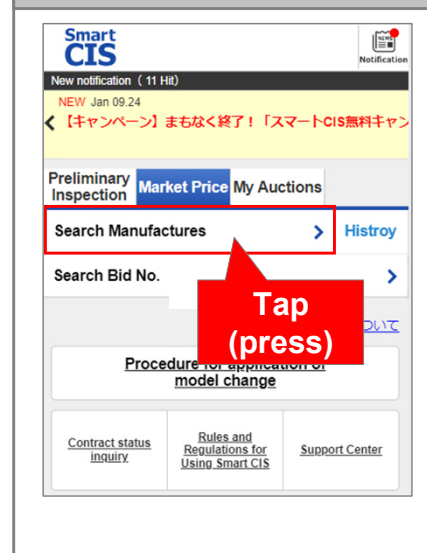 Smart
CIS
NEWS
Notification
New notification（ 11 Hit）
NEW Jan 09.24
【キャンペーン】まもなく終了！「スマートCIS無料キャン
Preliminary
Inspection
Market Price
My Auctions
Search Manufactures
Histroy
Search Bid No.
Tap
(press)
ついて
Procedure for application of
model change
Contract status
inquiry
Rules and
Regulations for
Using Smart CIS
Support Center